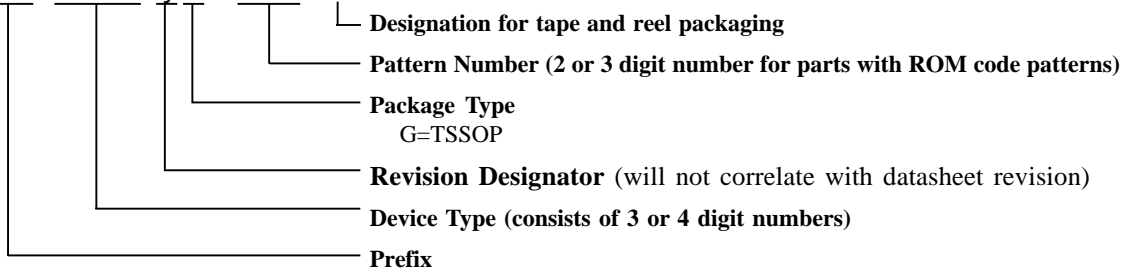 Designation for tape and reel packaging
Pattern Number (2 or 3 digit number for parts with ROM code patterns)
Package Type
G=TSSOP
Revision Designator (will not correlate with datasheet revision)
Device Type (consists of 3 or 4 digit numbers)
Prefix